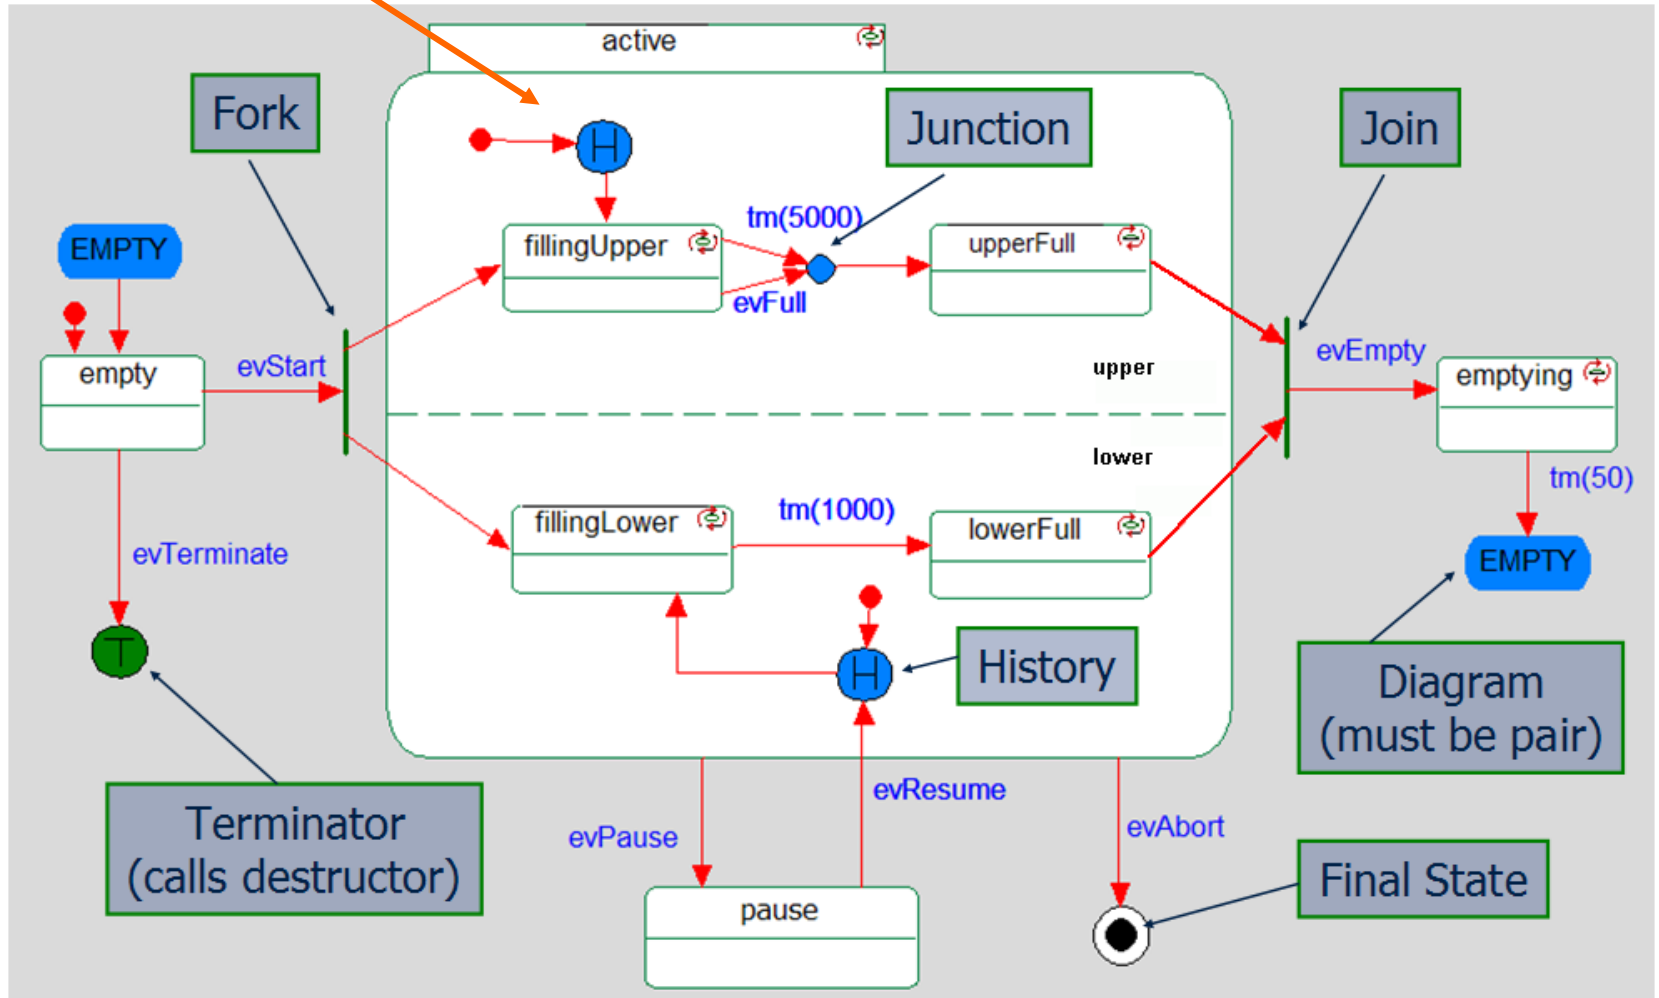 active
Fork
Junction
Join
H
EMPTY
tm(5000)
fillingUpper
upperFull
evFull
evStart
empty
upper
evEmpty
emptying
lower
tm(50)
fillingLower
tm(1000)
lowerFull
evTerminate
EMPTY
T
H
History
Diagram
(must be pair)
evResume
Terminator
(calls destructor)
evPause
evAbort
Final State
pause